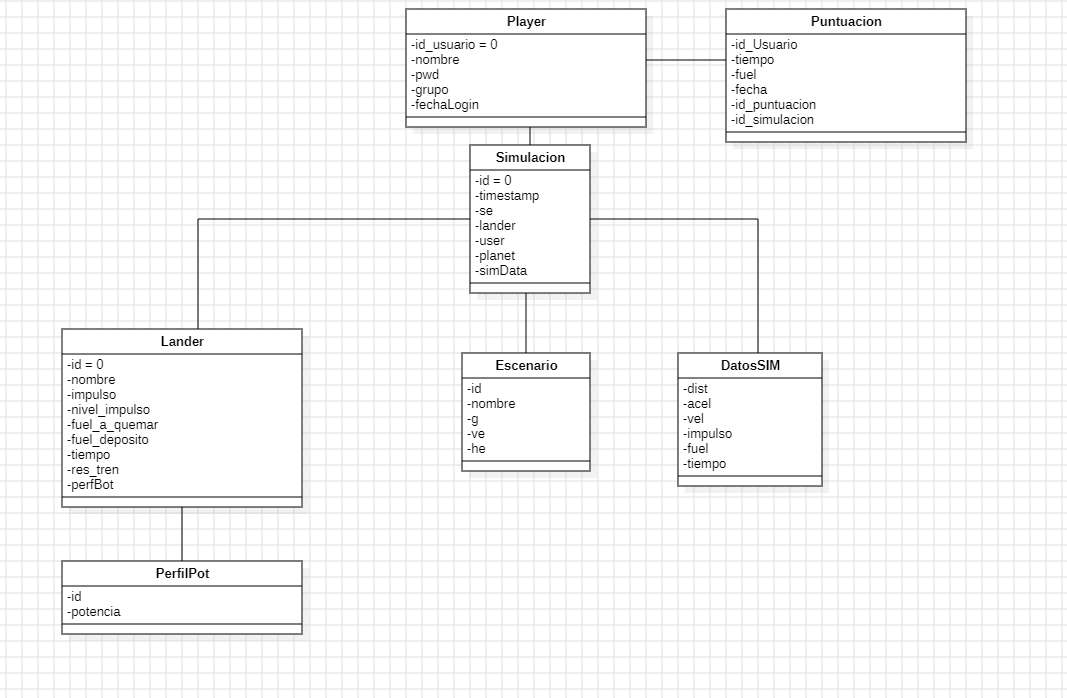 Player
-id_usuario = 0
-nombre
-pwd
-grupo
-fechaLogin
Puntuacion
-id_Usuario
-tiempo
-fuel
-fecha
-id_puntuacion
-id_simulacion
Simulacion
-id = 0
-timestamp
-se
-lander
-user
-planet
-simData
Lander
-id = 0
-nombre
-impulso
-nivel_impulso
-fuel_a_quemar
-fuel_deposito
-tiempo
-res_tren
-perfBot
Escenario
-id
-nombre
-g
-ve
-he
DatosSIM
-dist
-acel
-vel
-impulso
-fuel
-tiempo
PerfilPot
-id
-potencia